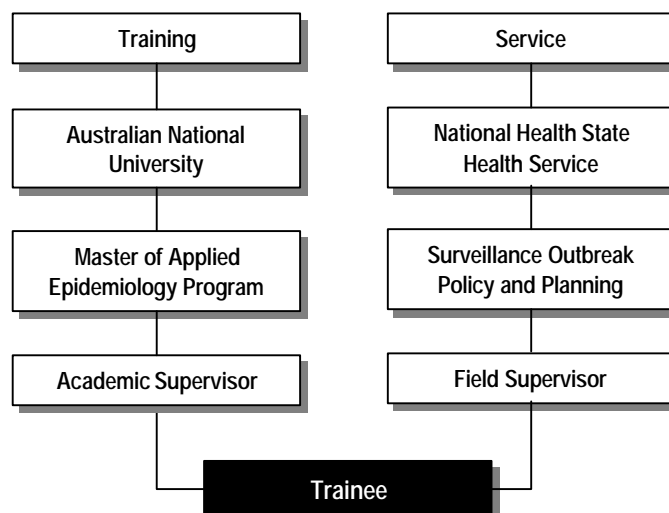 Training
Australian National
University
Master of Applied
Epidemiology Program
Academic Supervisor
Service
National Health State
Health Service
Surveillance Outbreak
Policy and Planning
Field Supervisor
Trainee